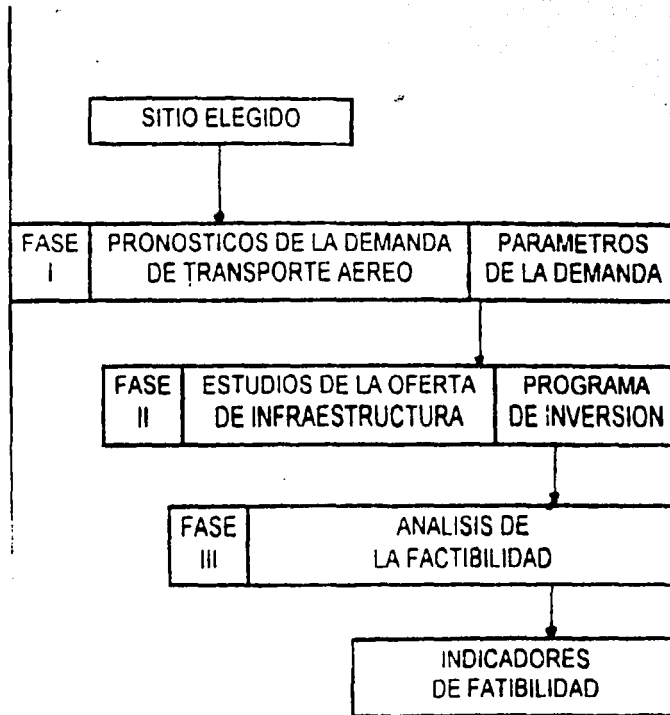 SITIO ELEGIDO
FASE
I
PRONOSTICOS DE LA DEMANDA
DE TRANSPORTE AEREO
PARAMETROS
DE LA DEMANDA
FASE
II
ESTUDIOS DE LA OFERTA
DE INFRAESTRUCTURA
PROGRAMA
DE INVERSION
FASE
III
ANALISIS DE
LA FACTIBILIDAD
INDICADORES
DE FATIBILIDAD